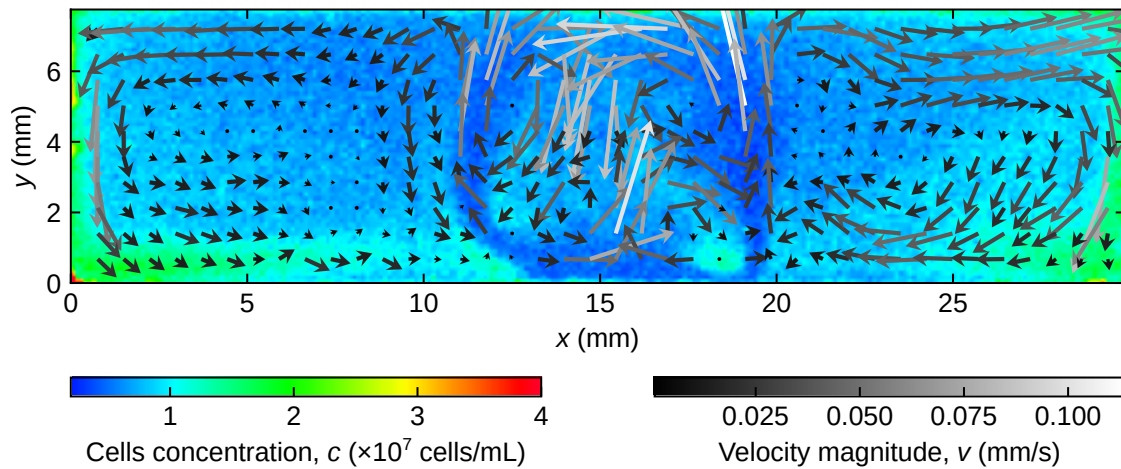 6
4
2
0
y (mm)
0 5 10 15 20 25
x (mm)
1 2 3 4
Cells concentration, c (×10⁷ cells/mL)
0.025 0.050 0.075 0.100
Velocity magnitude, v (mm/s)